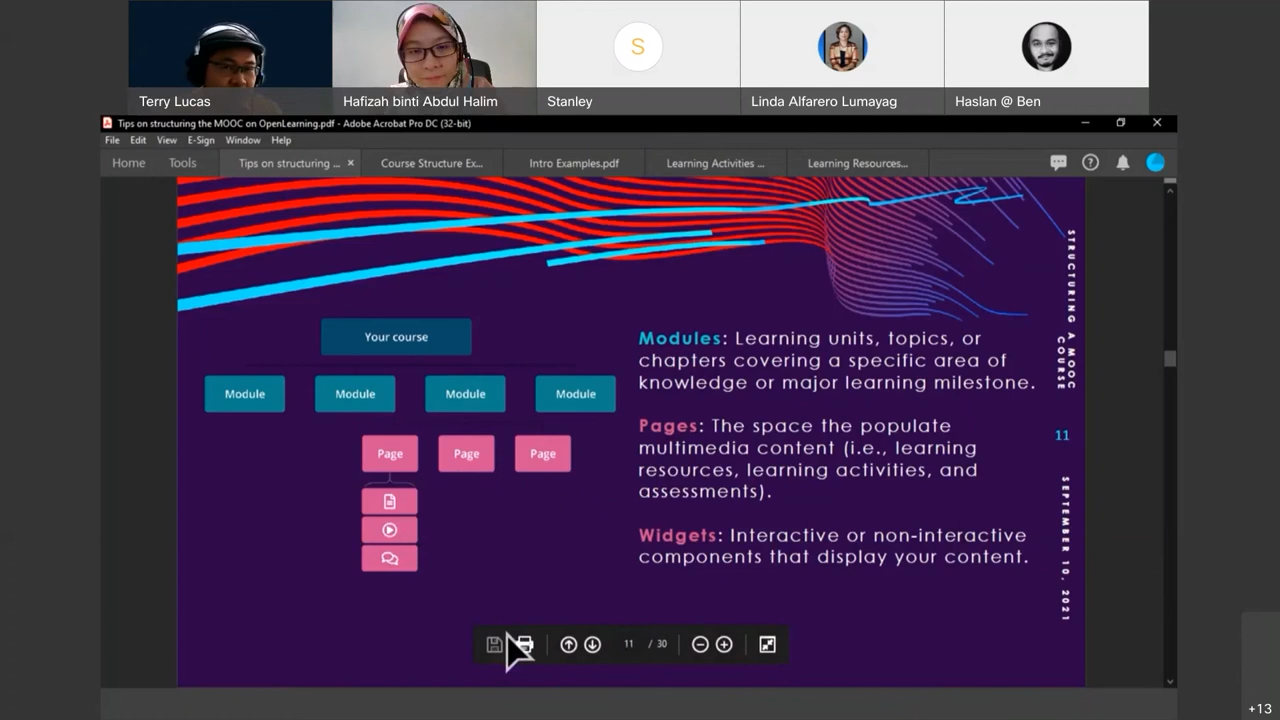 S
Terry Lucas
Hafizah binti Abdul Halim
Stanley
Linda Alfarero Lumayag
Haslan @ Ben
Tips on structuring the MOOC on OpenLearning.pdf - Adobe Acrobat Pro DC (32-bit)
File Edit View E-Sign Window Help
Home Tools Tips on structuring ... × Course Structure Ex... Intro Examples.pdf Learning Activities ... Learning Resources...
Your course
Module Module Module Module
Page Page Page
Modules: Learning units, topics, or
chapters covering a specific area of
knowledge or major learning milestone.
Pages: The space the populate
multimedia content (i.e., learning
resources, learning activities, and
assessments).
Widgets: Interactive or non-interactive
components that display your content.
STRUCTURING A MOOC
COURSE
11
SEPTEMBER 10, 2021
11 / 30
+13